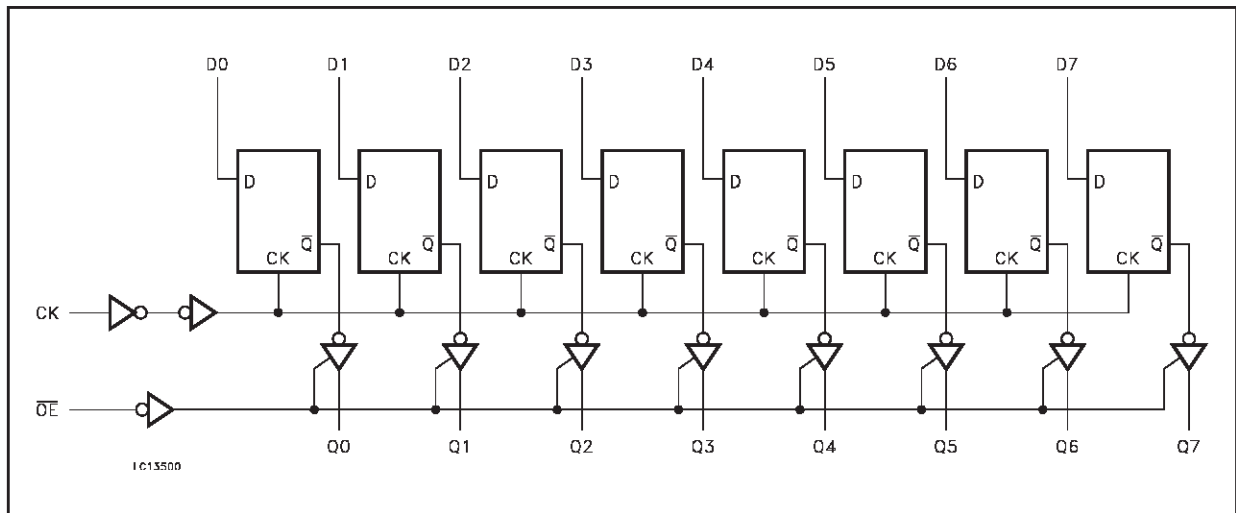 D0 D1 D2 D3 D4 D5 D6 D7
D D D D D D D D
Q̅ Q̅ Q̅ Q̅ Q̅ Q̅ Q̅ Q̅
CK CK CK CK CK CK CK CK
CK
O̅E̅
Q0 Q1 Q2 Q3 Q4 Q5 Q6 Q7
LC13500